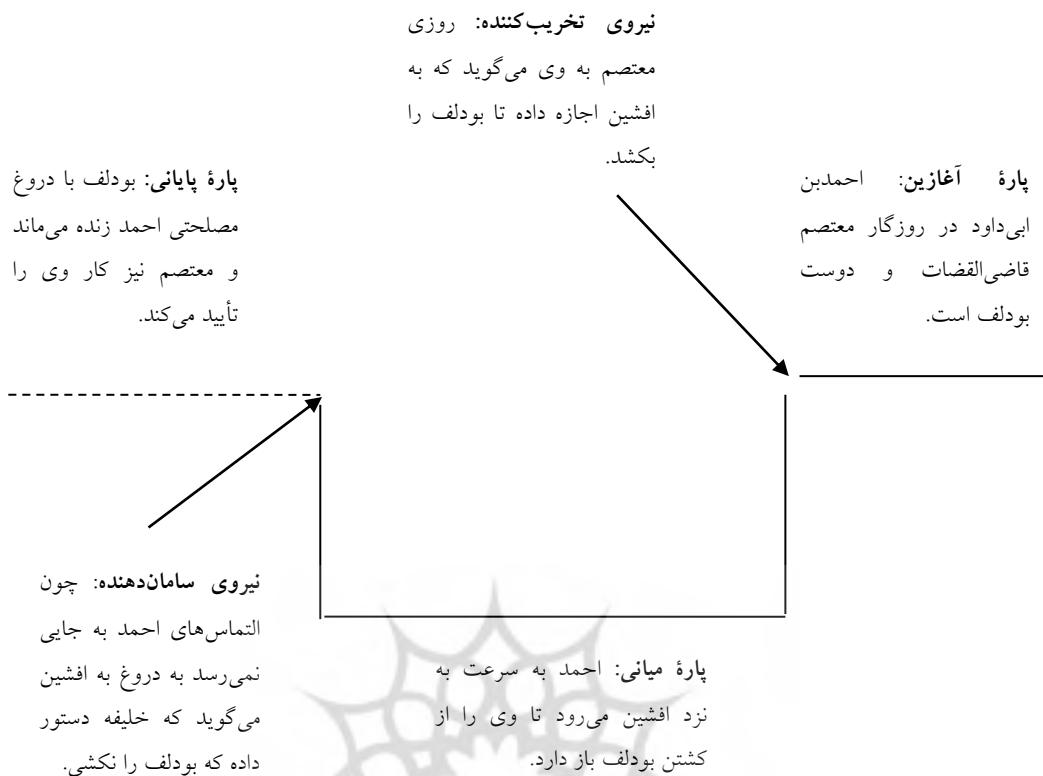 نیروی تخریب‌کننده: روزی
معتصم به وی می‌گوید که به
افشین اجازه داده تا بودلف را
بکشد.
پارهٔ آغازین: احمدبن
ابی‌داود در روزگار معتصم
قاضی‌القضات و دوست
بودلف است.
پارهٔ پایانی: بودلف با دروغ
مصلحتی احمد زنده می‌ماند
و معتصم نیز کار وی را
تأیید می‌کند.
پارهٔ میانی: احمد به سرعت به
نزد افشین می‌رود تا وی را از
کشتن بودلف باز دارد.
نیروی سامان‌دهنده: چون
التماس‌های احمد به جایی
نمی‌رسد به دروغ به افشین
می‌گوید که خلیفه دستور
داده که بودلف را نکشی.